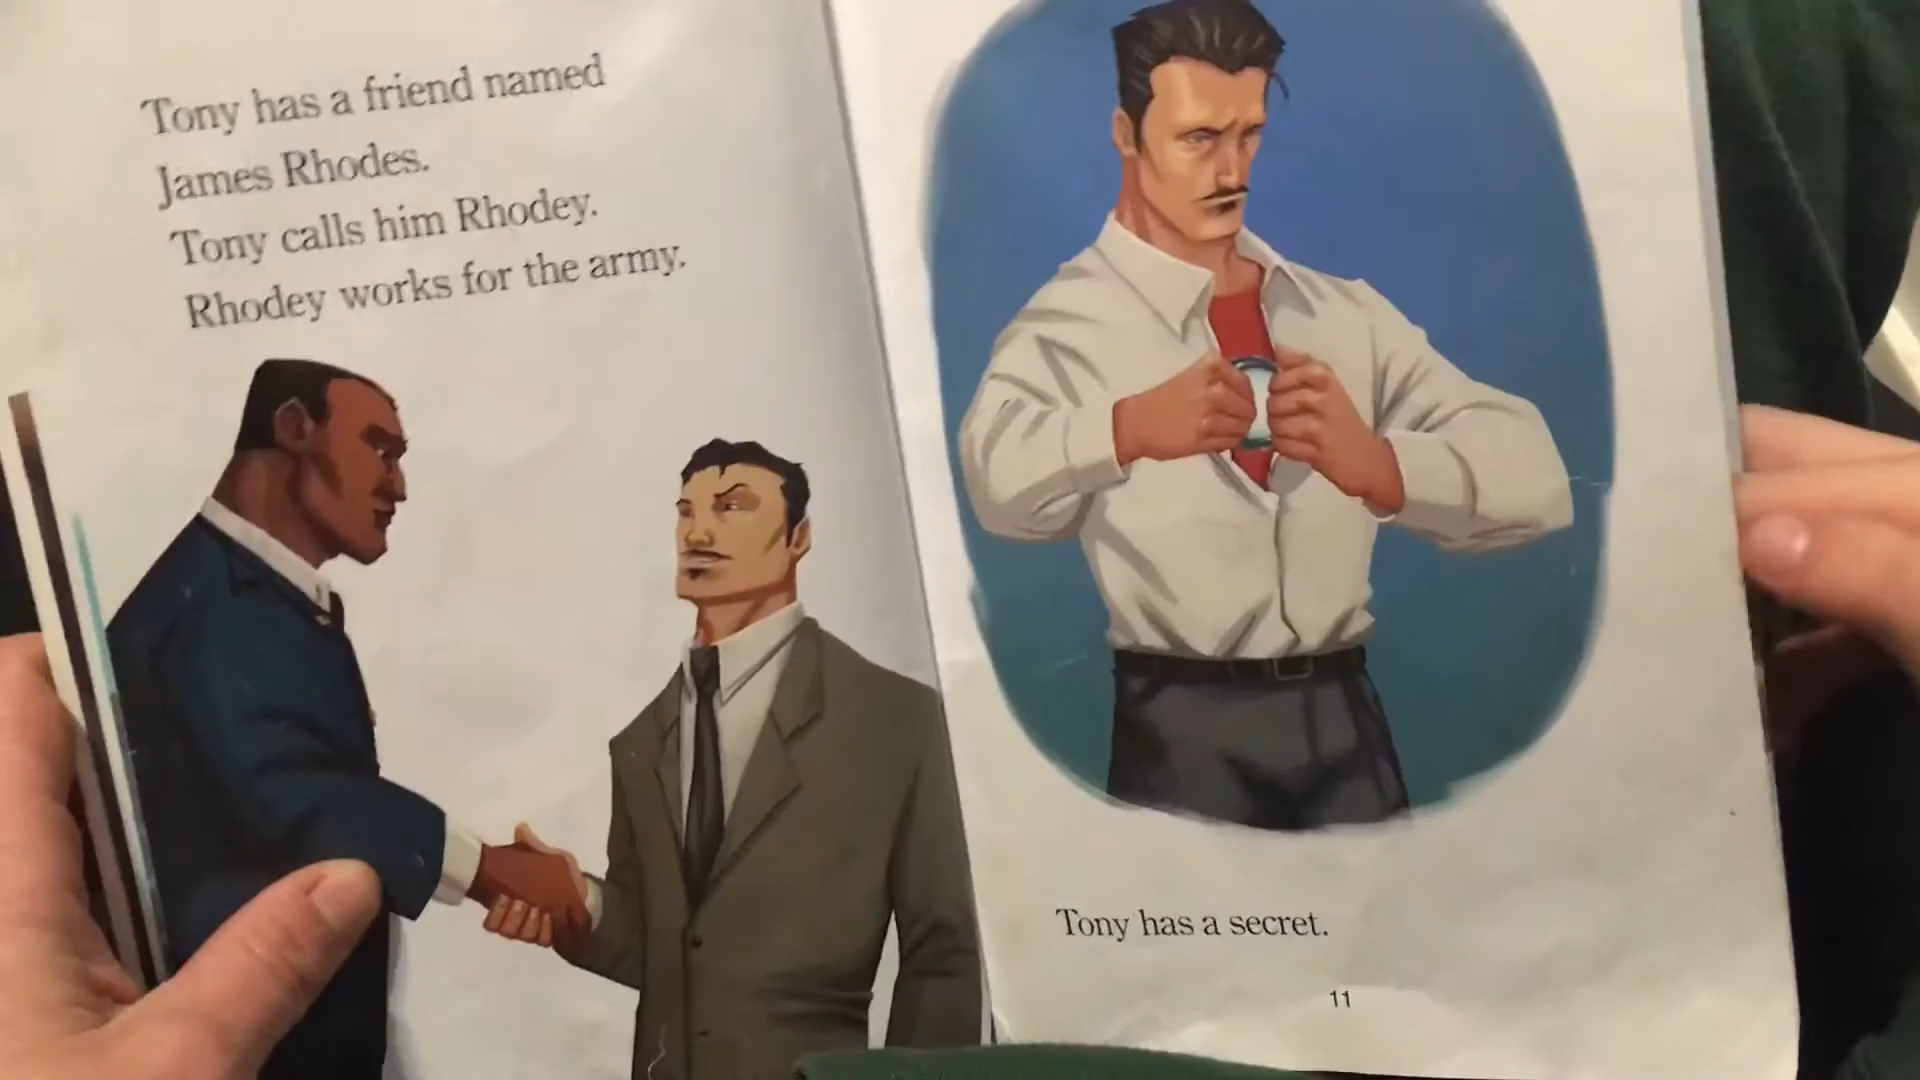 Tony has a friend named
James Rhodes.
Tony calls him Rhodey.
Rhodey works for the army.
Tony has a secret.
11